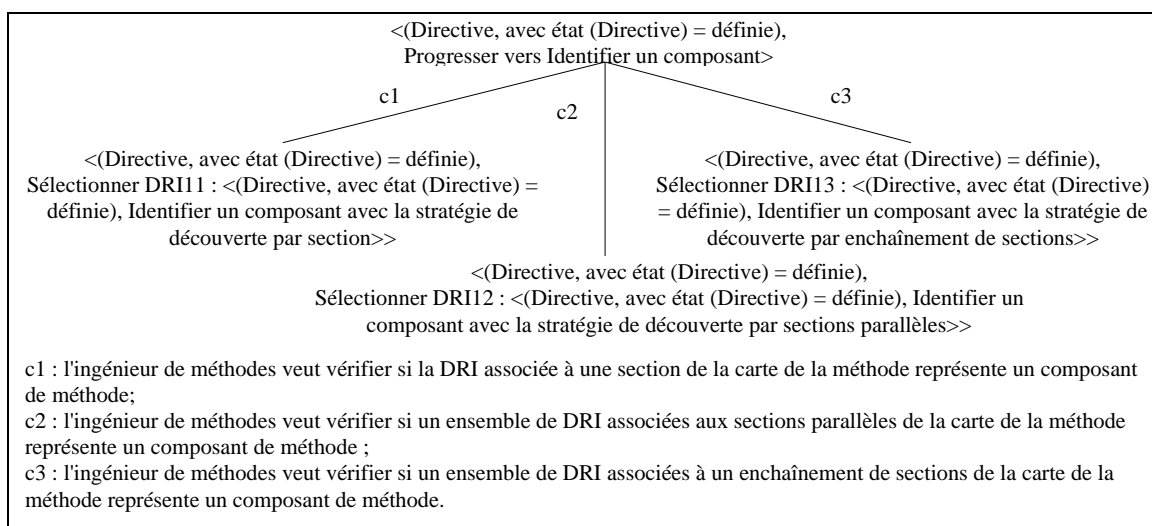 <(Directive, avec état (Directive) = définie),
Progresser vers Identifier un composant>
c1
c2
c3
<(Directive, avec état (Directive) = définie),
Sélectionner DRI11 : <(Directive, avec état (Directive) =
définie), Identifier un composant avec la stratégie de
découverte par section>>
<(Directive, avec état (Directive) = définie),
Sélectionner DRI13 : <(Directive, avec état (Directive)
= définie), Identifier un composant avec la stratégie de
découverte par enchaînement de sections>>
<(Directive, avec état (Directive) = définie),
Sélectionner DRI12 : <(Directive, avec état (Directive) = définie), Identifier un
composant avec la stratégie de découverte par sections parallèles>>
c1 : l'ingénieur de méthodes veut vérifier si la DRI associée à une section de la carte de la méthode représente un composant
de méthode;
c2 : l'ingénieur de méthodes veut vérifier si un ensemble de DRI associées aux sections parallèles de la carte de la méthode
représente un composant de méthode ;
c3 : l'ingénieur de méthodes veut vérifier si un ensemble de DRI associées à un enchaînement de sections de la carte de la
méthode représente un composant de méthode.